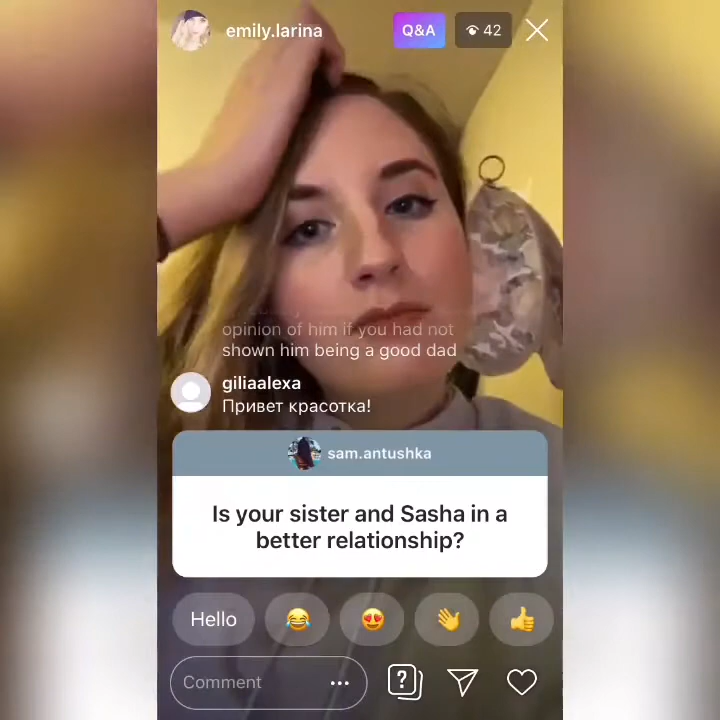 emily.larina
Q&A
42
opinion of him if you had not
shown him being a good dad
giliaalexa
Привет красотка!
sam.antushka
Is your sister and Sasha in a
better relationship?
Hello
Comment
?